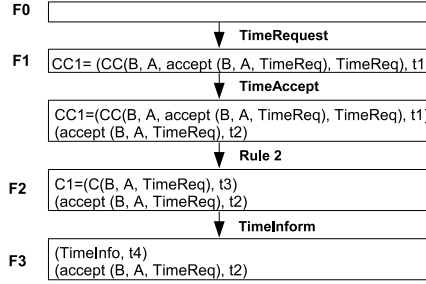 F0
TimeRequest
F1
CC1= (CC(B, A, accept (B, A, TimeReq), TimeReq), t1
TimeAccept
CC1=(CC(B, A, accept (B, A, TimeReq), TimeReq), t1)
(accept (B, A, TimeReq), t2)
Rule 2
F2
C1=(C(B, A, TimeReq), t3)
(accept (B, A, TimeReq), t2)
TimeInform
F3
(TimeInfo, t4)
(accept (B, A, TimeReq), t2)